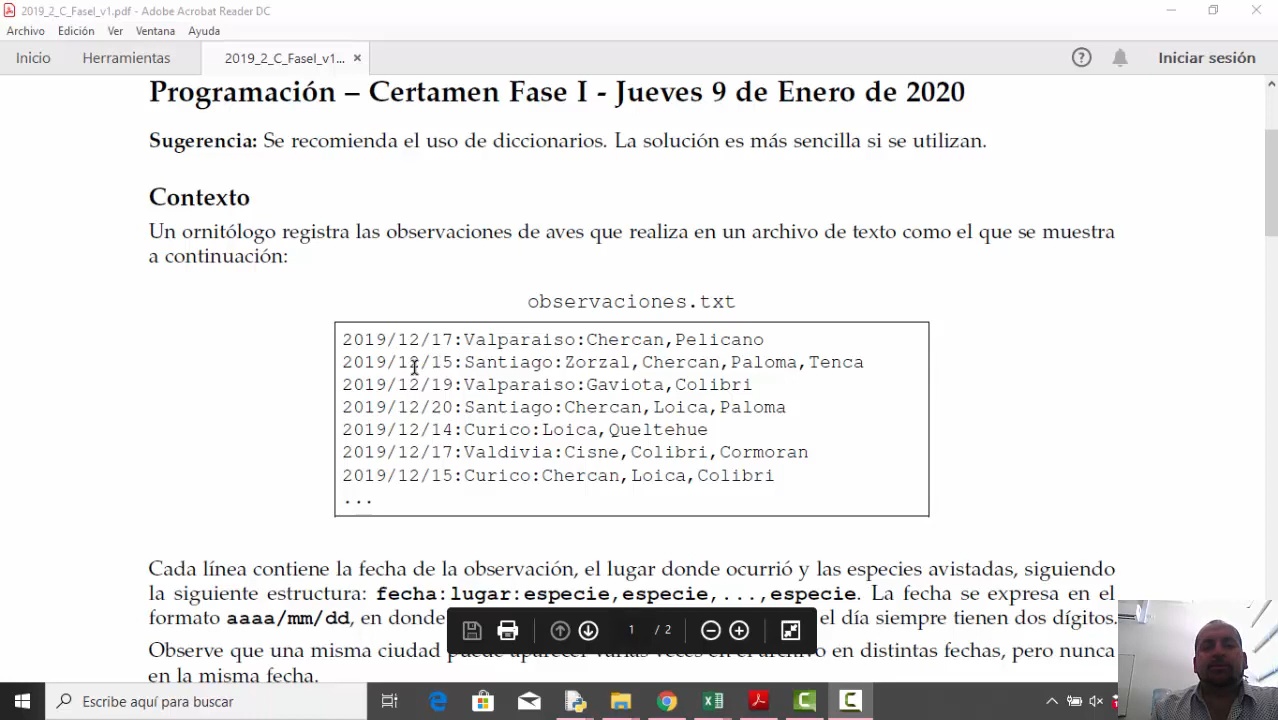 2019_2_C_FaseI_v1.pdf - Adobe Acrobat Reader DC
Archivo Edición Ver Ventana Ayuda
Inicio Herramientas 2019_2_C_FaseI_v1... × Iniciar sesión
Programación – Certamen Fase I - Jueves 9 de Enero de 2020
Sugerencia: Se recomienda el uso de diccionarios. La solución es más sencilla si se utilizan.
Contexto
Un ornitólogo registra las observaciones de aves que realiza en un archivo de texto como el que se muestra
a continuación:
observaciones.txt
2019/12/17:Valparaiso:Chercan,Pelicano
2019/12/15:Santiago:Zorzal,Chercan,Paloma,Tenca
2019/12/19:Valparaiso:Gaviota,Colibri
2019/12/20:Santiago:Chercan,Loica,Paloma
2019/12/14:Curico:Loica,Queltehue
2019/12/17:Valdivia:Cisne,Colibri,Cormoran
2019/12/15:Curico:Chercan,Loica,Colibri
...
Cada línea contiene la fecha de la observación, el lugar donde ocurrió y las especies avistadas, siguiendo
la siguiente estructura: fecha:lugar:especie,especie,...,especie. La fecha se expresa en el
formato aaaa/mm/dd, en donde el día siempre tienen dos dígitos.
1 / 2
Observe que una misma ciudad puede aparecer varias veces en el archivo en distintas fechas, pero nunca
en la misma fecha.
Escribe aquí para buscar